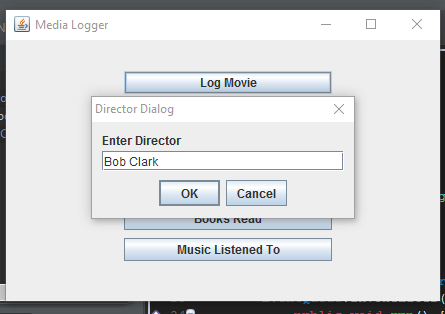 Media Logger
Log Movie
Director Dialog
Enter Director
Bob Clark
OK
Cancel
Books Read
Music Listened To